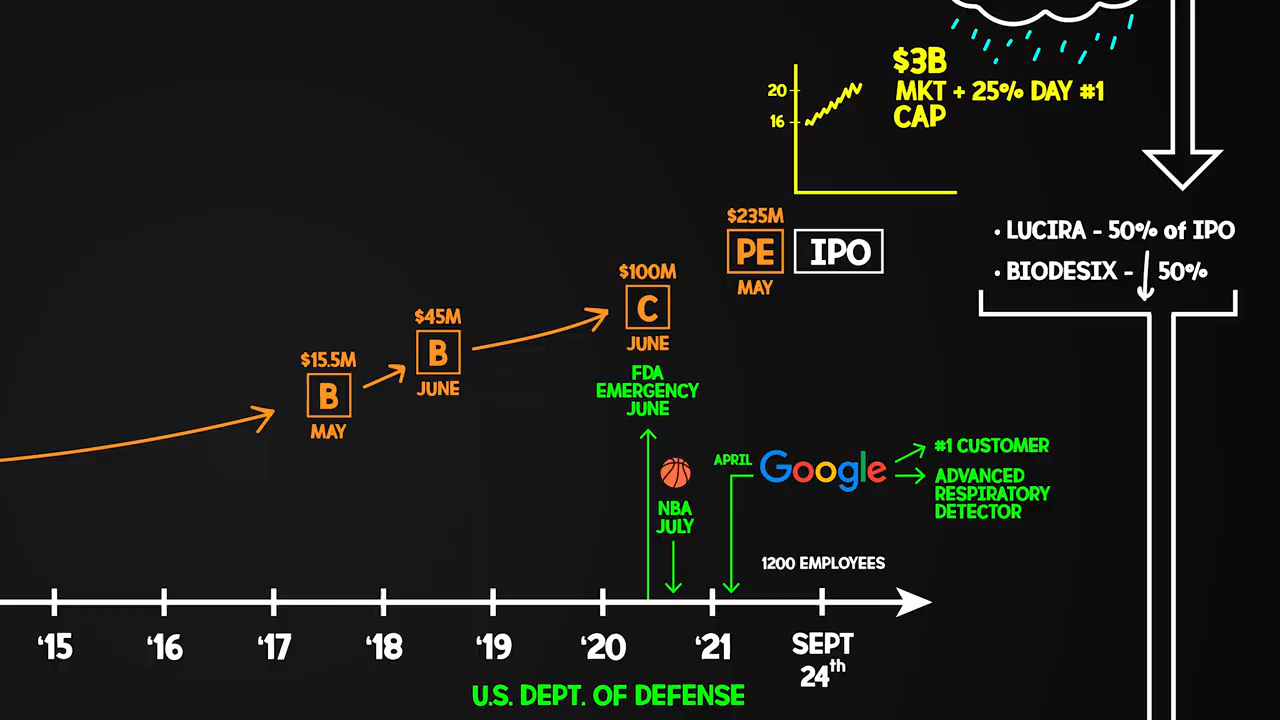 $3B
MKT + 25% DAY #1
CAP
20
16
• LUCIRA - 50% of IPO
• BIODESIX - 50%
$235M
PE
IPO
MAY
$100M
C
JUNE
$45M
B
JUNE
$15.5M
B
MAY
FDA
EMERGENCY
JUNE
NBA
JULY
APRIL
Google
#1 CUSTOMER
ADVANCED
RESPIRATORY
DETECTOR
1200 EMPLOYEES
‘15 ‘16 ‘17 ‘18 ‘19 ‘20 ‘21 SEPT
24th
U.S. DEPT. OF DEFENSE